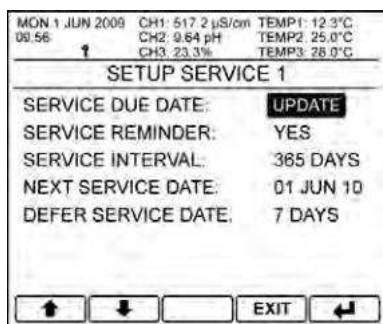 MON 1 JUN 2009 CH1: 517.2 µS/cm TEMP1: 12.3°C
09:56 CH2: 9.64 pH TEMP2: 25.0°C
CH3: 23.3% TEMP3: 28.0°C
SETUP SERVICE 1
SERVICE DUE DATE: UPDATE
SERVICE REMINDER: YES
SERVICE INTERVAL: 365 DAYS
NEXT SERVICE DATE: 01 JUN 10
DEFER SERVICE DATE: 7 DAYS
EXIT